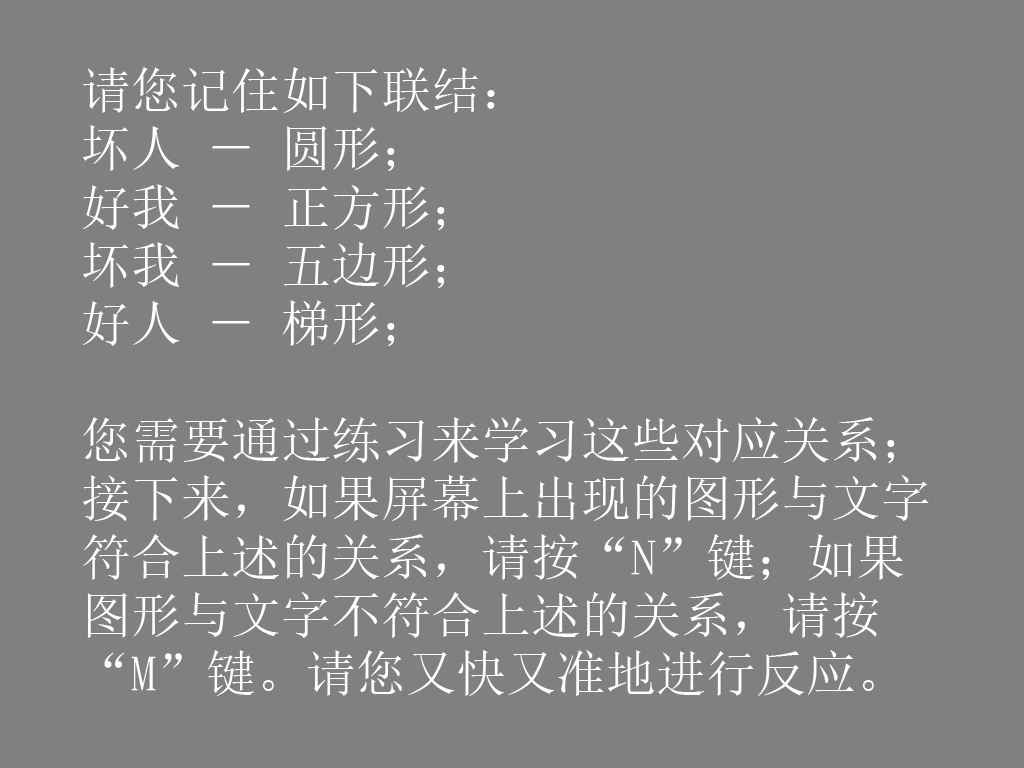 请您记住如下联结：
坏人 － 圆形；
好我 － 正方形；
坏我 － 五边形；
好人 － 梯形；
您需要通过练习来学习这些对应关系；
接下来，如果屏幕上出现的图形与文字
符合上述的关系，请按“N”键；如果
图形与文字不符合上述的关系，请按
“M”键。请您又快又准地进行反应。